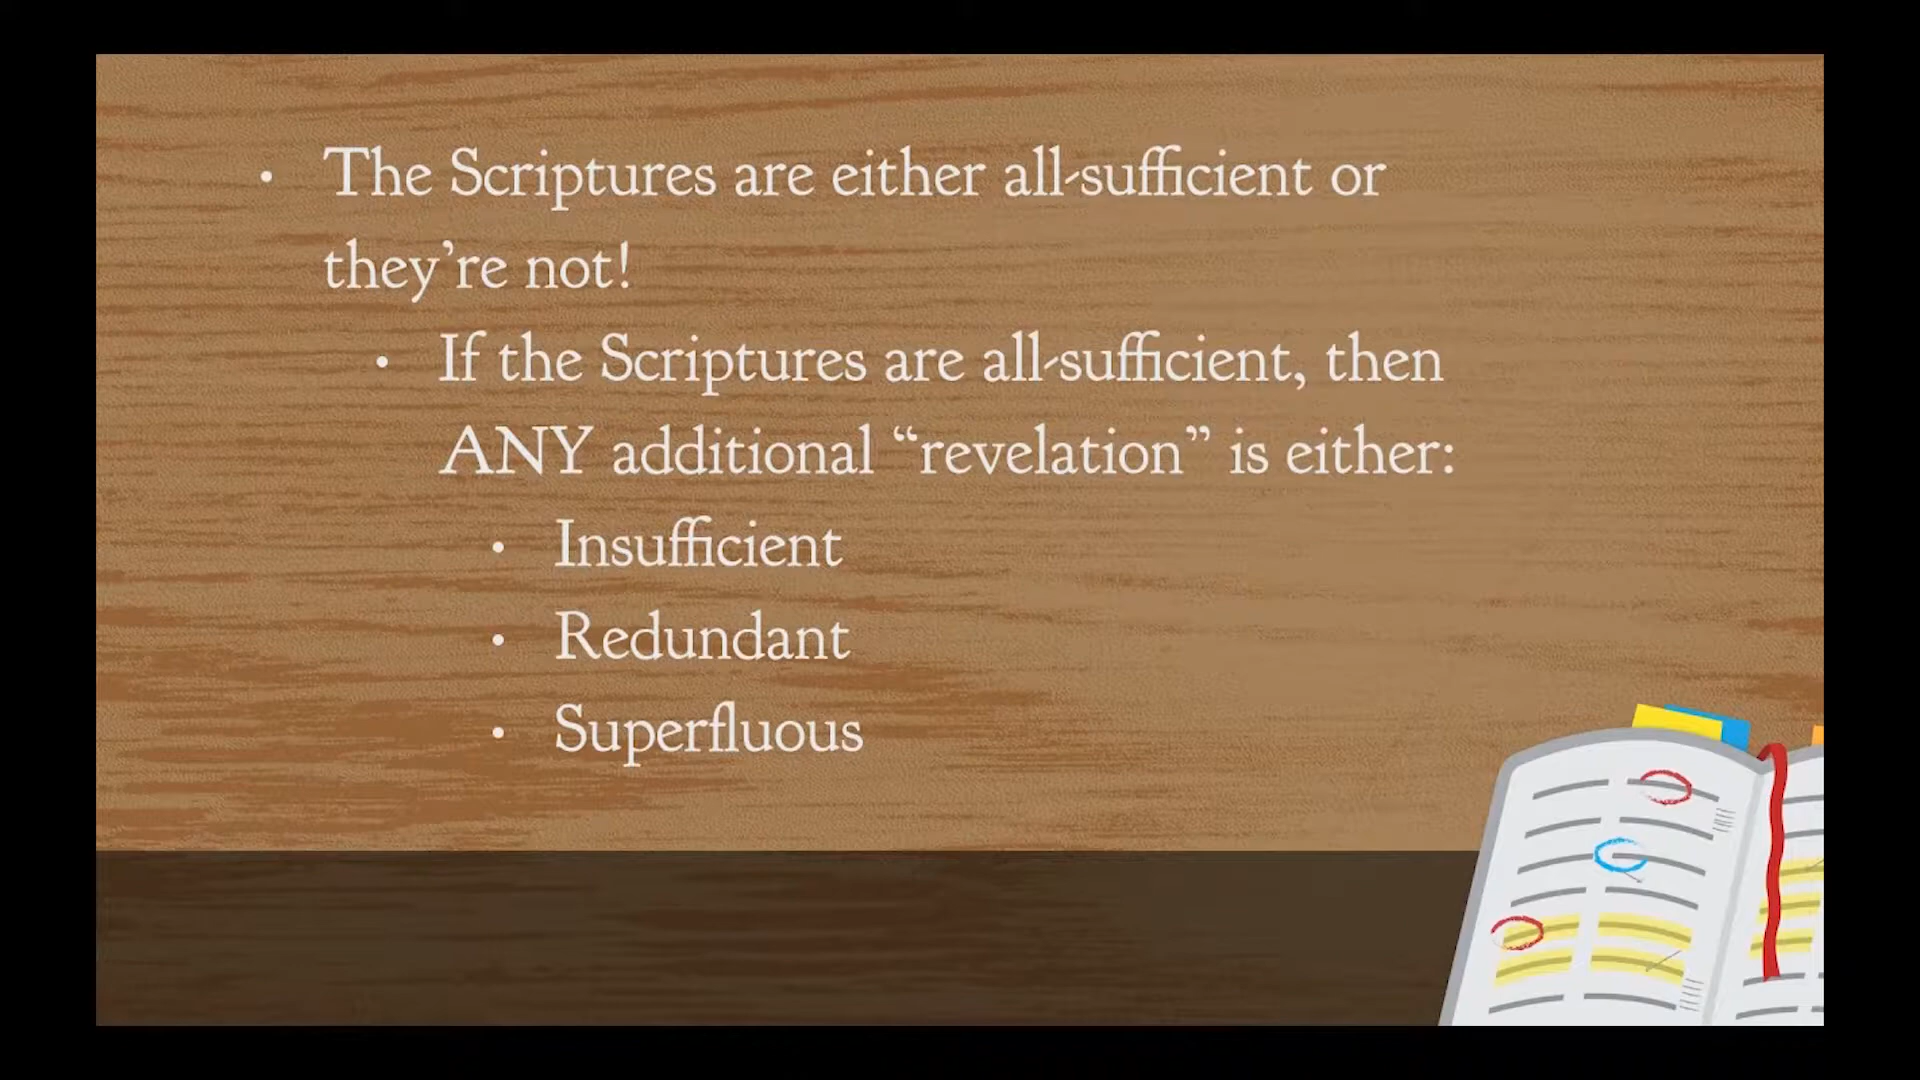 • The Scriptures are either all-sufficient or
they’re not!
• If the Scriptures are all-sufficient, then
ANY additional “revelation” is either:
• Insufficient
• Redundant
• Superfluous